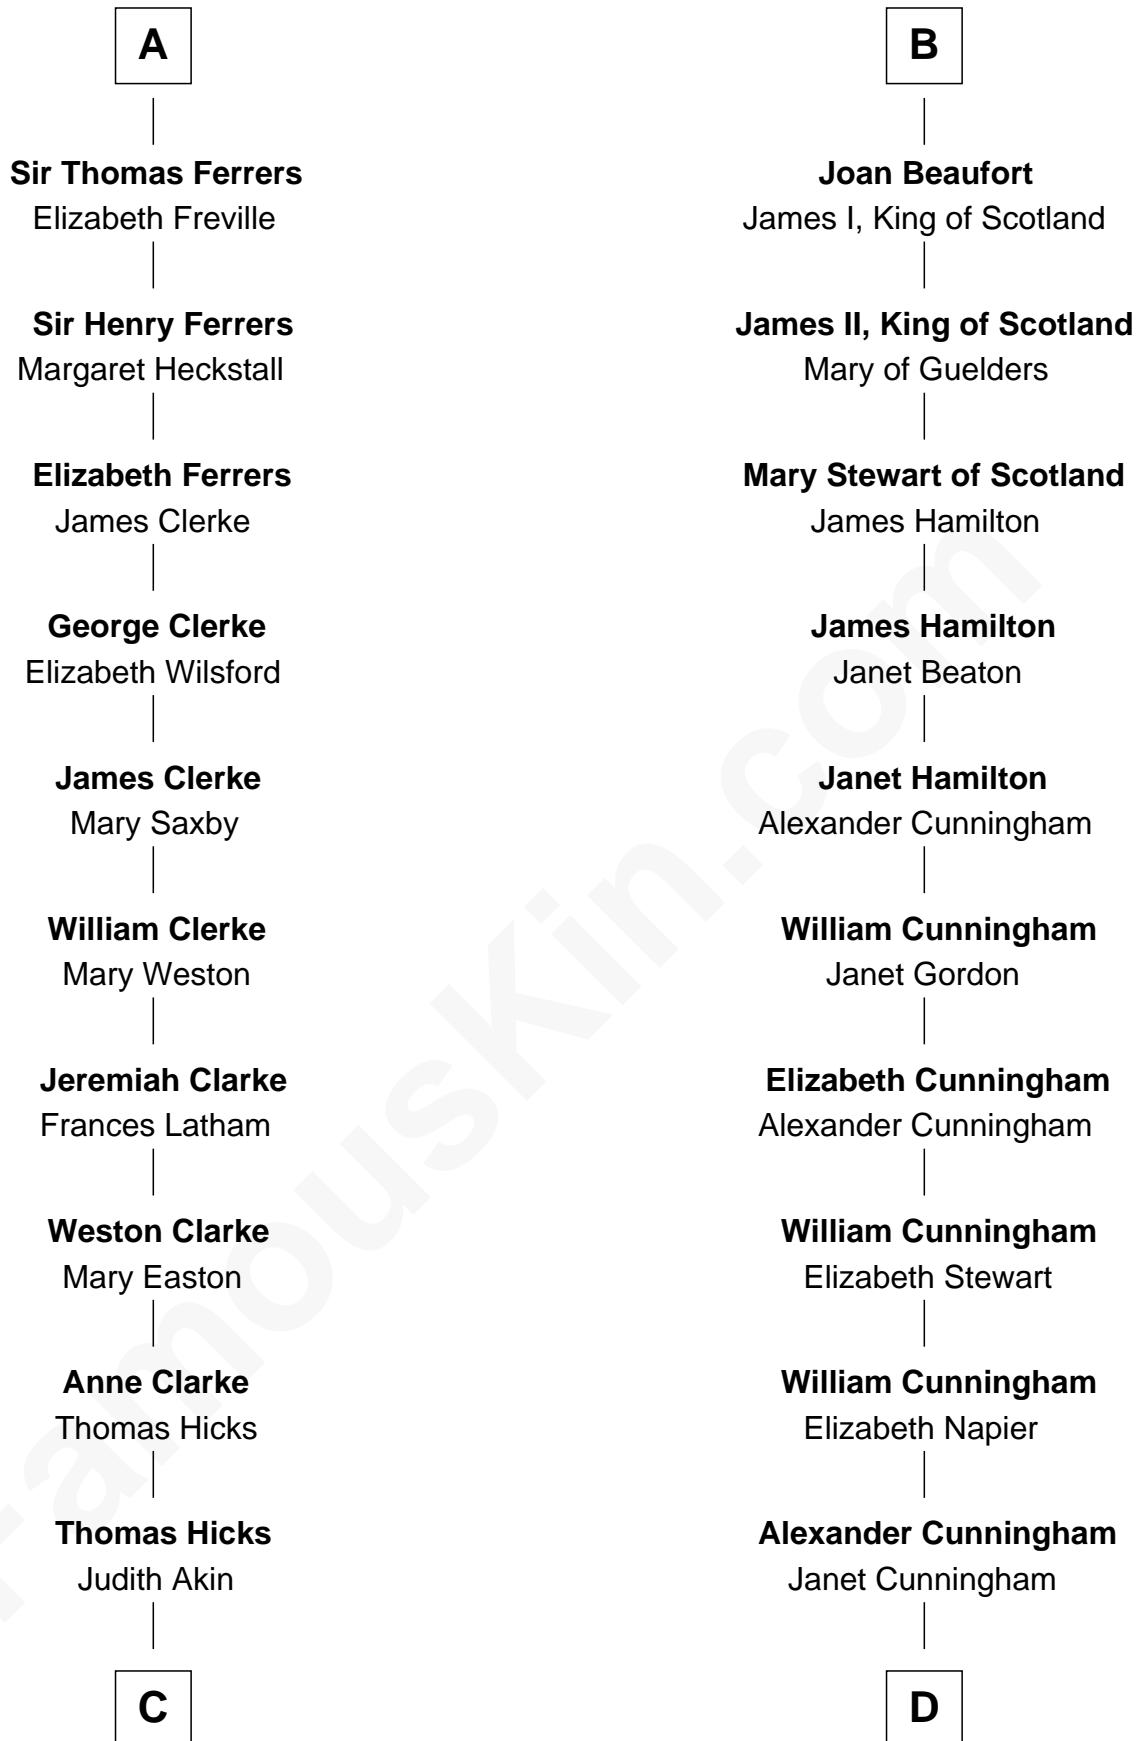 A
Sir Thomas Ferrers
Elizabeth Freville
Sir Henry Ferrers
Margaret Heckstall
Elizabeth Ferrers
James Clerke
George Clerke
Elizabeth Wilsford
James Clerke
Mary Saxby
William Clerke
Mary Weston
Jeremiah Clarke
Frances Latham
Weston Clarke
Mary Easton
Anne Clarke
Thomas Hicks
Thomas Hicks
Judith Akin
C
B
Joan Beaufort
James I, King of Scotland
James II, King of Scotland
Mary of Guelders
Mary Stewart of Scotland
James Hamilton
James Hamilton
Janet Beaton
Janet Hamilton
Alexander Cunningham
William Cunningham
Janet Gordon
Elizabeth Cunningham
Alexander Cunningham
William Cunningham
Elizabeth Stewart
William Cunningham
Elizabeth Napier
Alexander Cunningham
Janet Cunningham
D
FamousKin.com